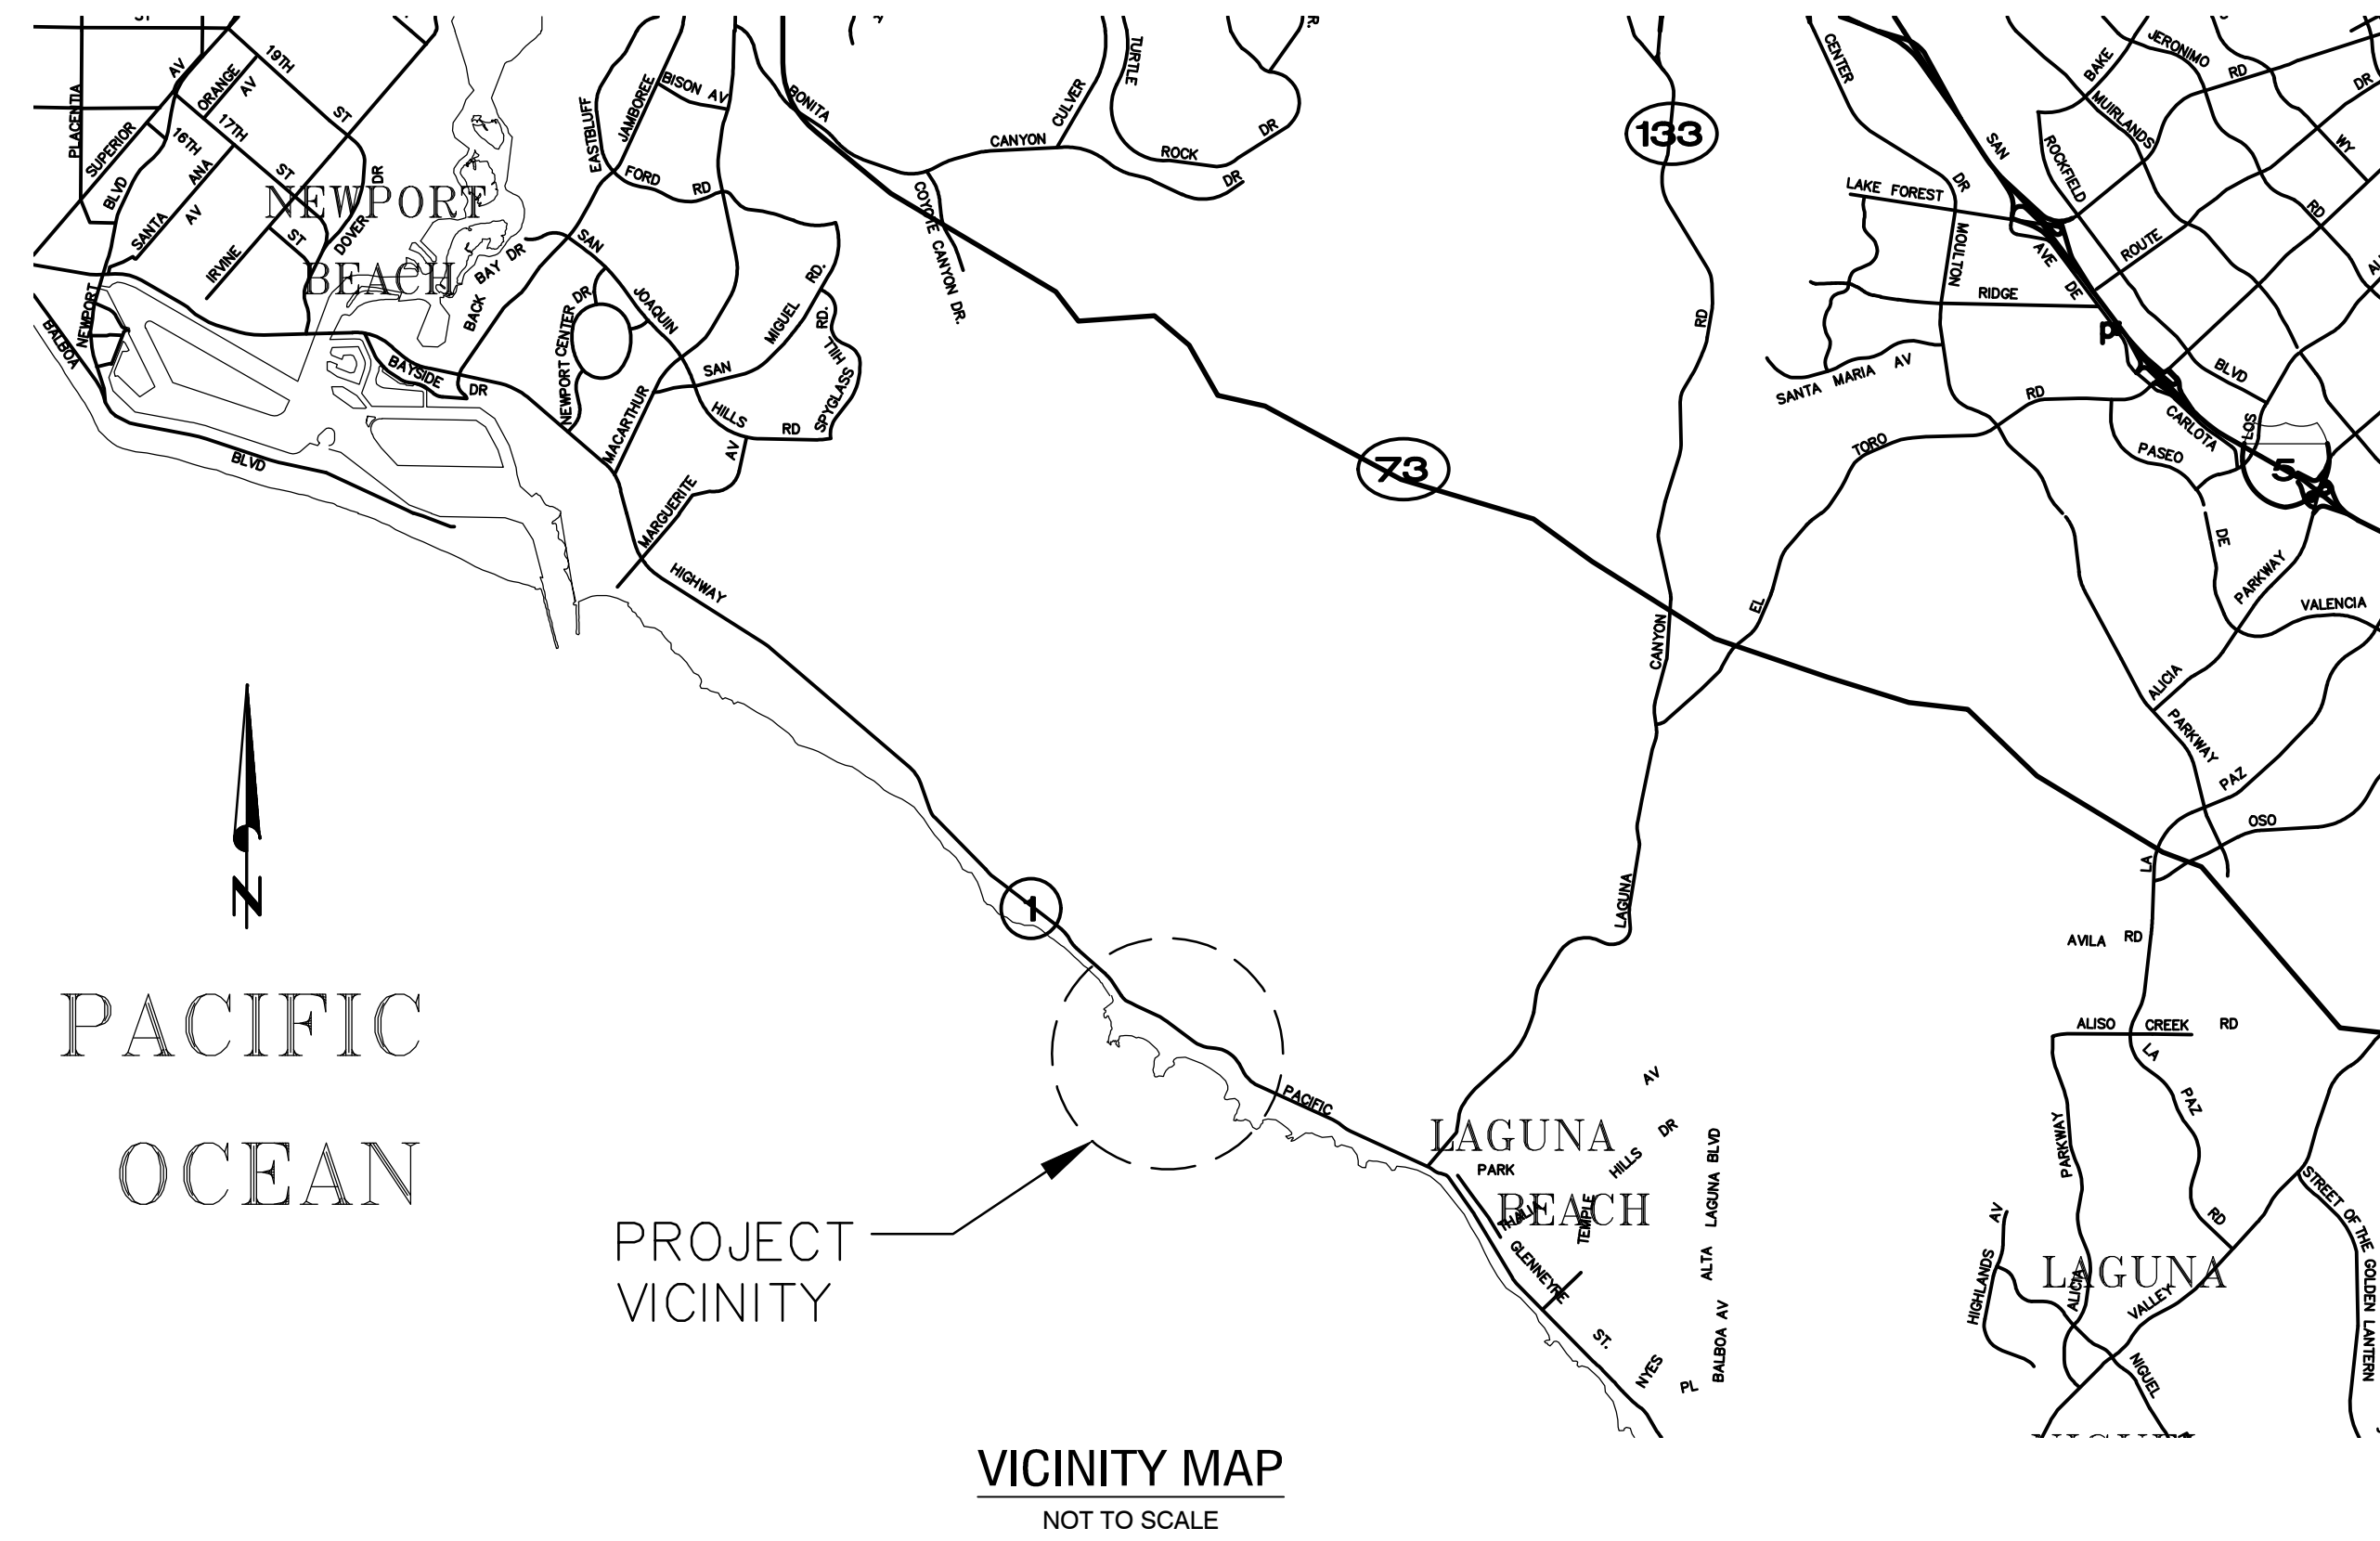 PLACENTIA
AV
19TH
ST
ORANGE
AV
SUPERIOR
17TH
16TH
ST
ANA
BLVD
SANTA
AV
DR
NEWPORT
BEACH
DOVER
ST
IRVINE
NEWPORT
BALBOA
BLVD
BACK
BAY DR
BAYSIDE
DR
EASTBLUFF
JAMBOREE
BISON AV
BONITA
FORD
RD
SAN
JOAQUIN
NEWPORT CENTER DR
MACARTHUR
SAN
MIGUEL
RD.
RD.
HILL
SPYGLASS
HILLS
RD
AV
MARGUERITE
HIGHWAY
COYOTE CANYON DR.
CANYON
CULVER
TURTLE
ROCK
DR
DR
133
73
RD
CANYON
LAGUNA
CENTER
DR
LAKE FOREST
MOULTON
RIDGE
SANTA MARIA AV
SAN
AVE
DE
ROCKFIELD
MUIRLANDS
BAKE
JERONIMO
RD
DR
WY
RD
ROUTE
BLVD
RD
TORO
EL
CARLOTA
LOS
PASEO
5
DE
PARKWAY
VALENCIA
ALICIA
PARKWAY
PAZ
OSO
LA
AVILA RD
ALISO CREEK RD
LA
PAZ
RD
PARKWAY
ALICIA
HIGHLANDS
AV
LAGUNA
VALLEY
NIGUEL
STREET OF THE GOLDEN LANTERN
N
PACIFIC
OCEAN
1
PACIFIC
PROJECT
VICINITY
LAGUNA
BEACH
PARK
THALIA
TEMPLE
HILLS
DR
AV
GLENNEYRE
ST.
NYES
PL
BALBOA AV
ALTA LAGUNA BLVD
VICINITY MAP
NOT TO SCALE